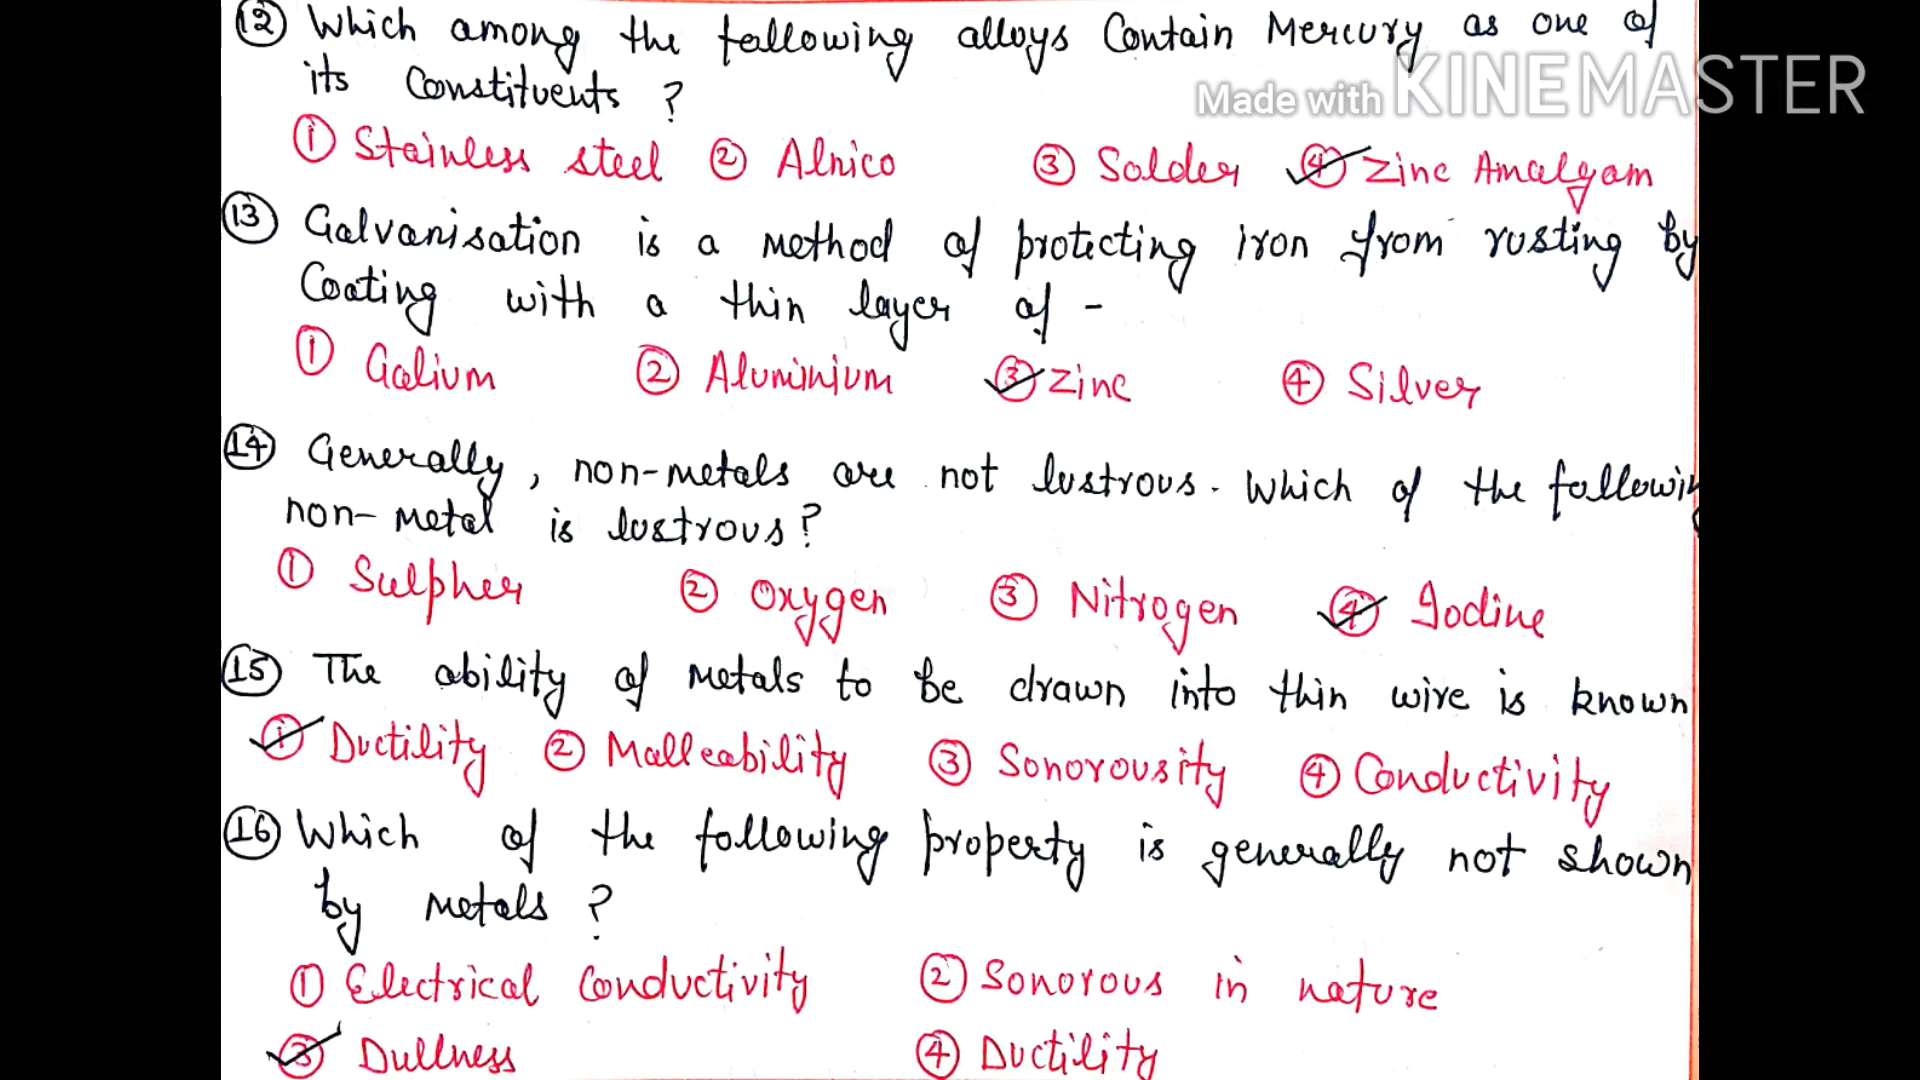 12 Which among the following alloys Contain Mercury as one of
its Constituents ?
Made with KINEMASTER
1 Stainless steel 2 Alnico 3 Solder 4 Zinc Amalgam
13 Galvanisation is a method of protecting iron from rusting by
Coating with a thin layer of -
1 Galium 2 Aluminium 3 Zinc 4 Silver
14 Generally, non-metals are not lustrous. Which of the followin
non-metal is lustrous?
1 Sulpher 2 Oxygen 3 Nitrogen 4 Iodine
15 The ability of metals to be drawn into thin wire is known
1 Ductility 2 Malleability 3 Sonorousity 4 Conductivity
16 Which of the following property is generally not shown
by metals ?
1 Electrical Conductivity 2 Sonorous in nature
3 Dullness 4 Ductility